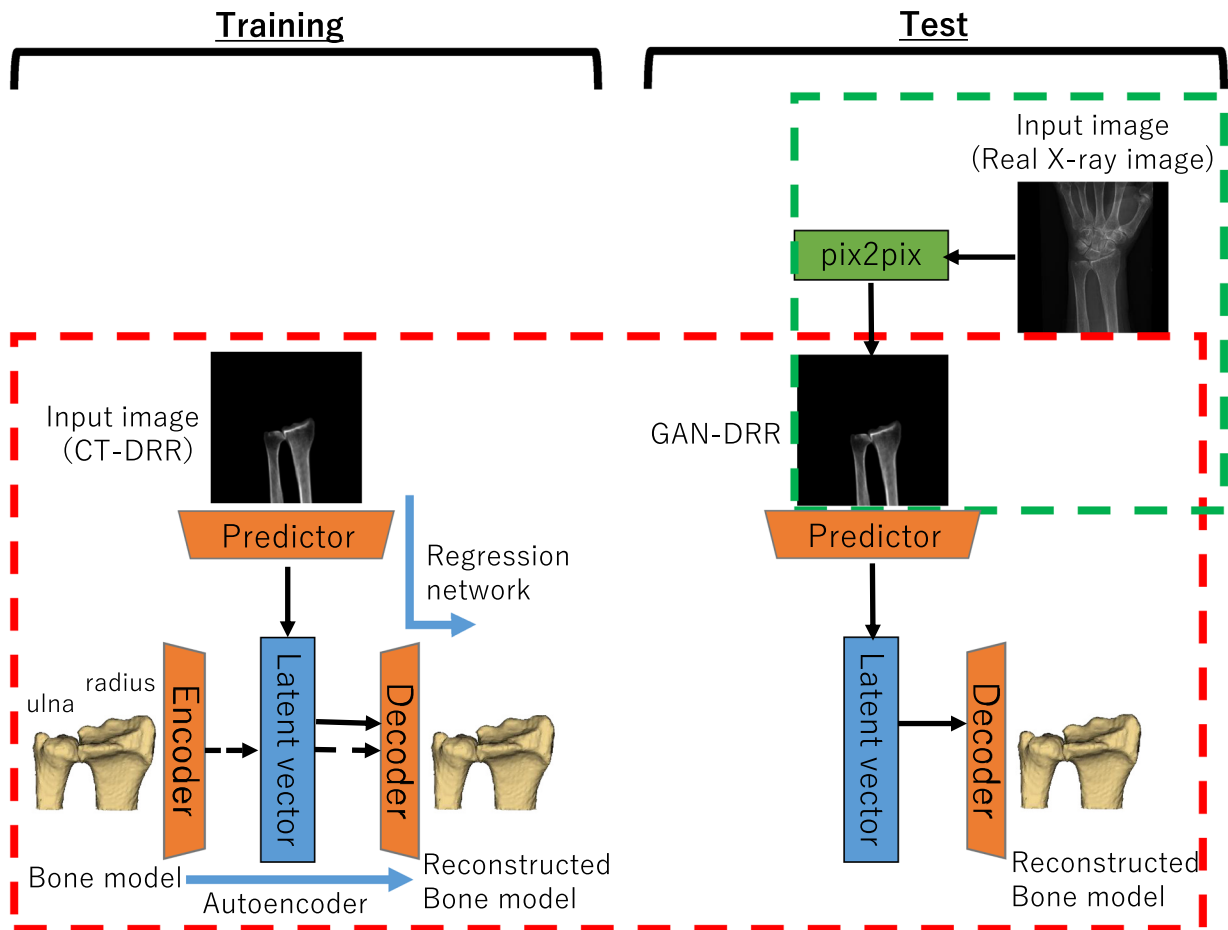 Training
Test
Input image
(Real X-ray image)
pix2pix
Input image
(CT-DRR)
GAN-DRR
Predictor
Predictor
Regression
network
ulna
radius
Encoder
Latent vector
Decoder
Latent vector
Decoder
Bone model
Autoencoder
Reconstructed
Bone model
Reconstructed
Bone model